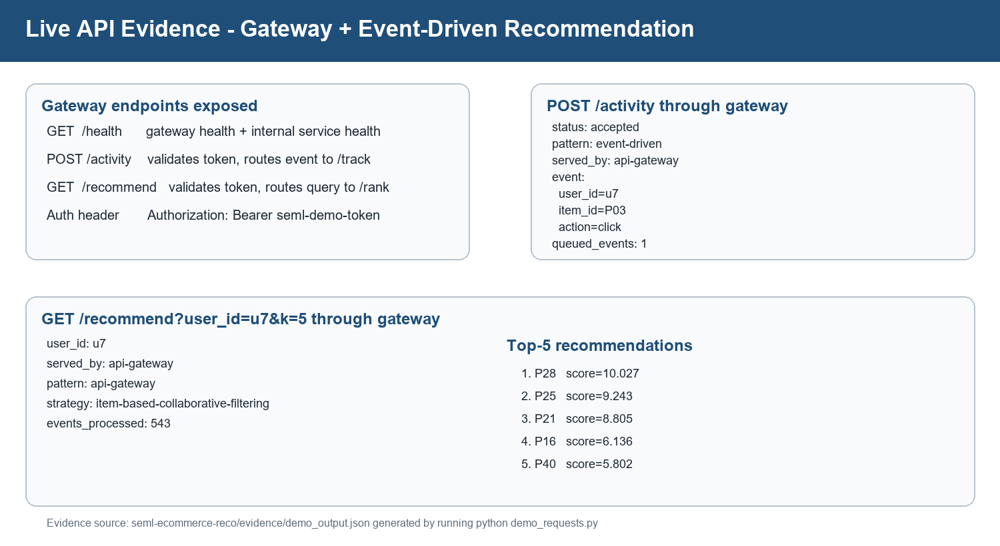 Live API Evidence - Gateway + Event-Driven Recommendation
Gateway endpoints exposed
GET /health gateway health + internal service health
POST /activity validates token, routes event to /track
GET /recommend validates token, routes query to /rank
Auth header Authorization: Bearer seml-demo-token
POST /activity through gateway
status: accepted
pattern: event-driven
served_by: api-gateway
event:
user_id=u7
item_id=P03
action=click
queued_events: 1
GET /recommend?user_id=u7&k=5 through gateway
user_id: u7
served_by: api-gateway
pattern: api-gateway
strategy: item-based-collaborative-filtering
events_processed: 543
Top-5 recommendations
1. P28 score=10.027
2. P25 score=9.243
3. P21 score=8.805
4. P16 score=6.136
5. P40 score=5.802
Evidence source: seml-ecommerce-reco/evidence/demo_output.json generated by running python demo_requests.py